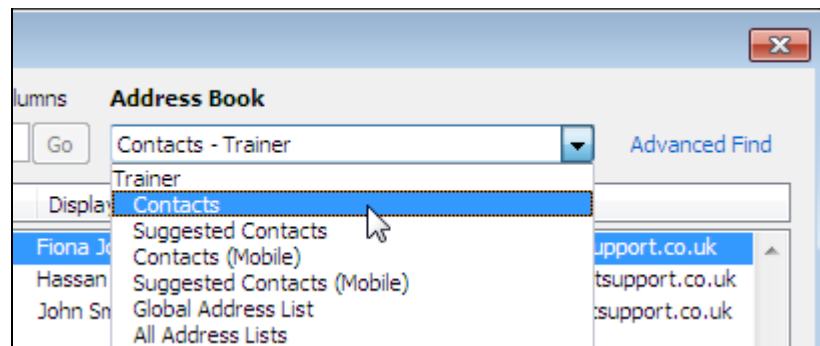 lumns Address Book
Go Contacts - Trainer Advanced Find
Trainer
Display Contacts
Suggested Contacts
Fiona upport.co.uk
Contacts (Mobile)
Hassan Suggested Contacts (Mobile) tsupport.co.uk
John Global Address List tsupport.co.uk
All Address Lists